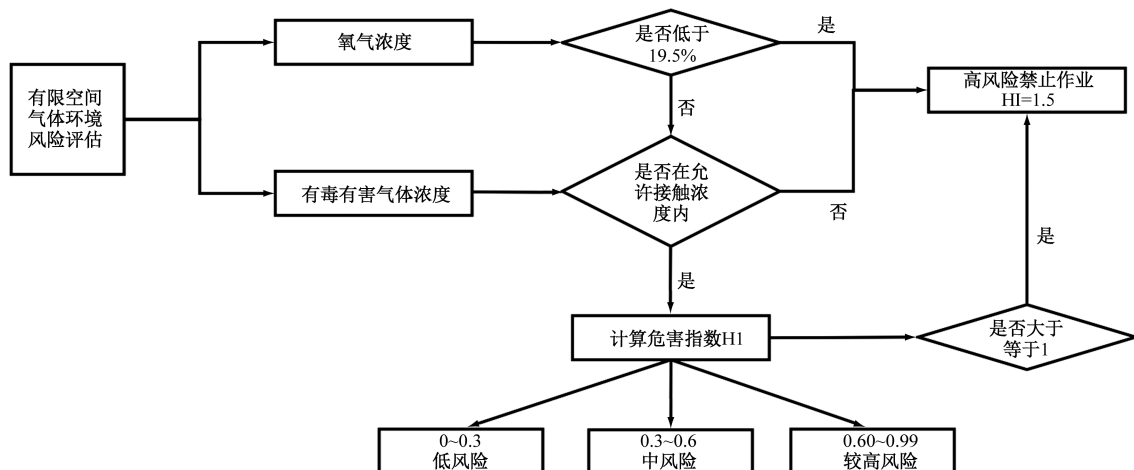 有限空间
气体环境
风险评估
氧气浓度
是否低于
19.5%
是
高风险禁止作业
HI=1.5
否
有毒有害气体浓度
是否在允
许接触浓
度内
否
是
是
计算危害指数H1
是否大于
等于1
0~0.3
低风险
0.3~0.6
中风险
0.60~0.99
较高风险